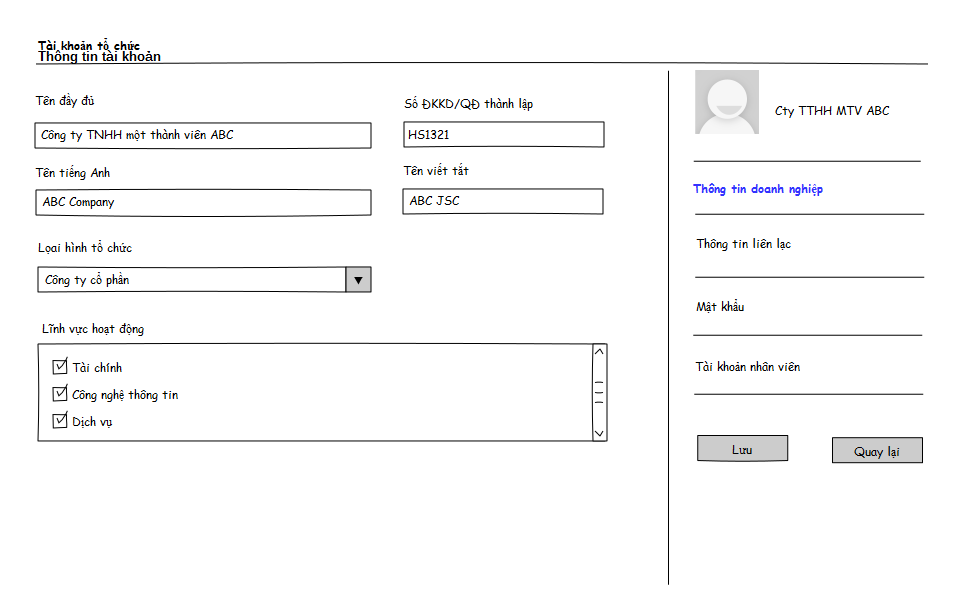 Tài khoản tổ chức
Thông tin tài khoản
Tên đầy đủ
Số ĐKKD/QĐ thành lập
Công ty TNHH một thành viên ABC
HS1321
Tên tiếng Anh
Tên viết tắt
ABC Company
ABC JSC
Loại hình tổ chức
Công ty cổ phần
Lĩnh vực hoạt động
Tài chính
Công nghệ thông tin
Dịch vụ
Cty TTHH MTV ABC
Thông tin doanh nghiệp
Thông tin liên lạc
Mật khẩu
Tài khoản nhân viên
Lưu
Quay lại